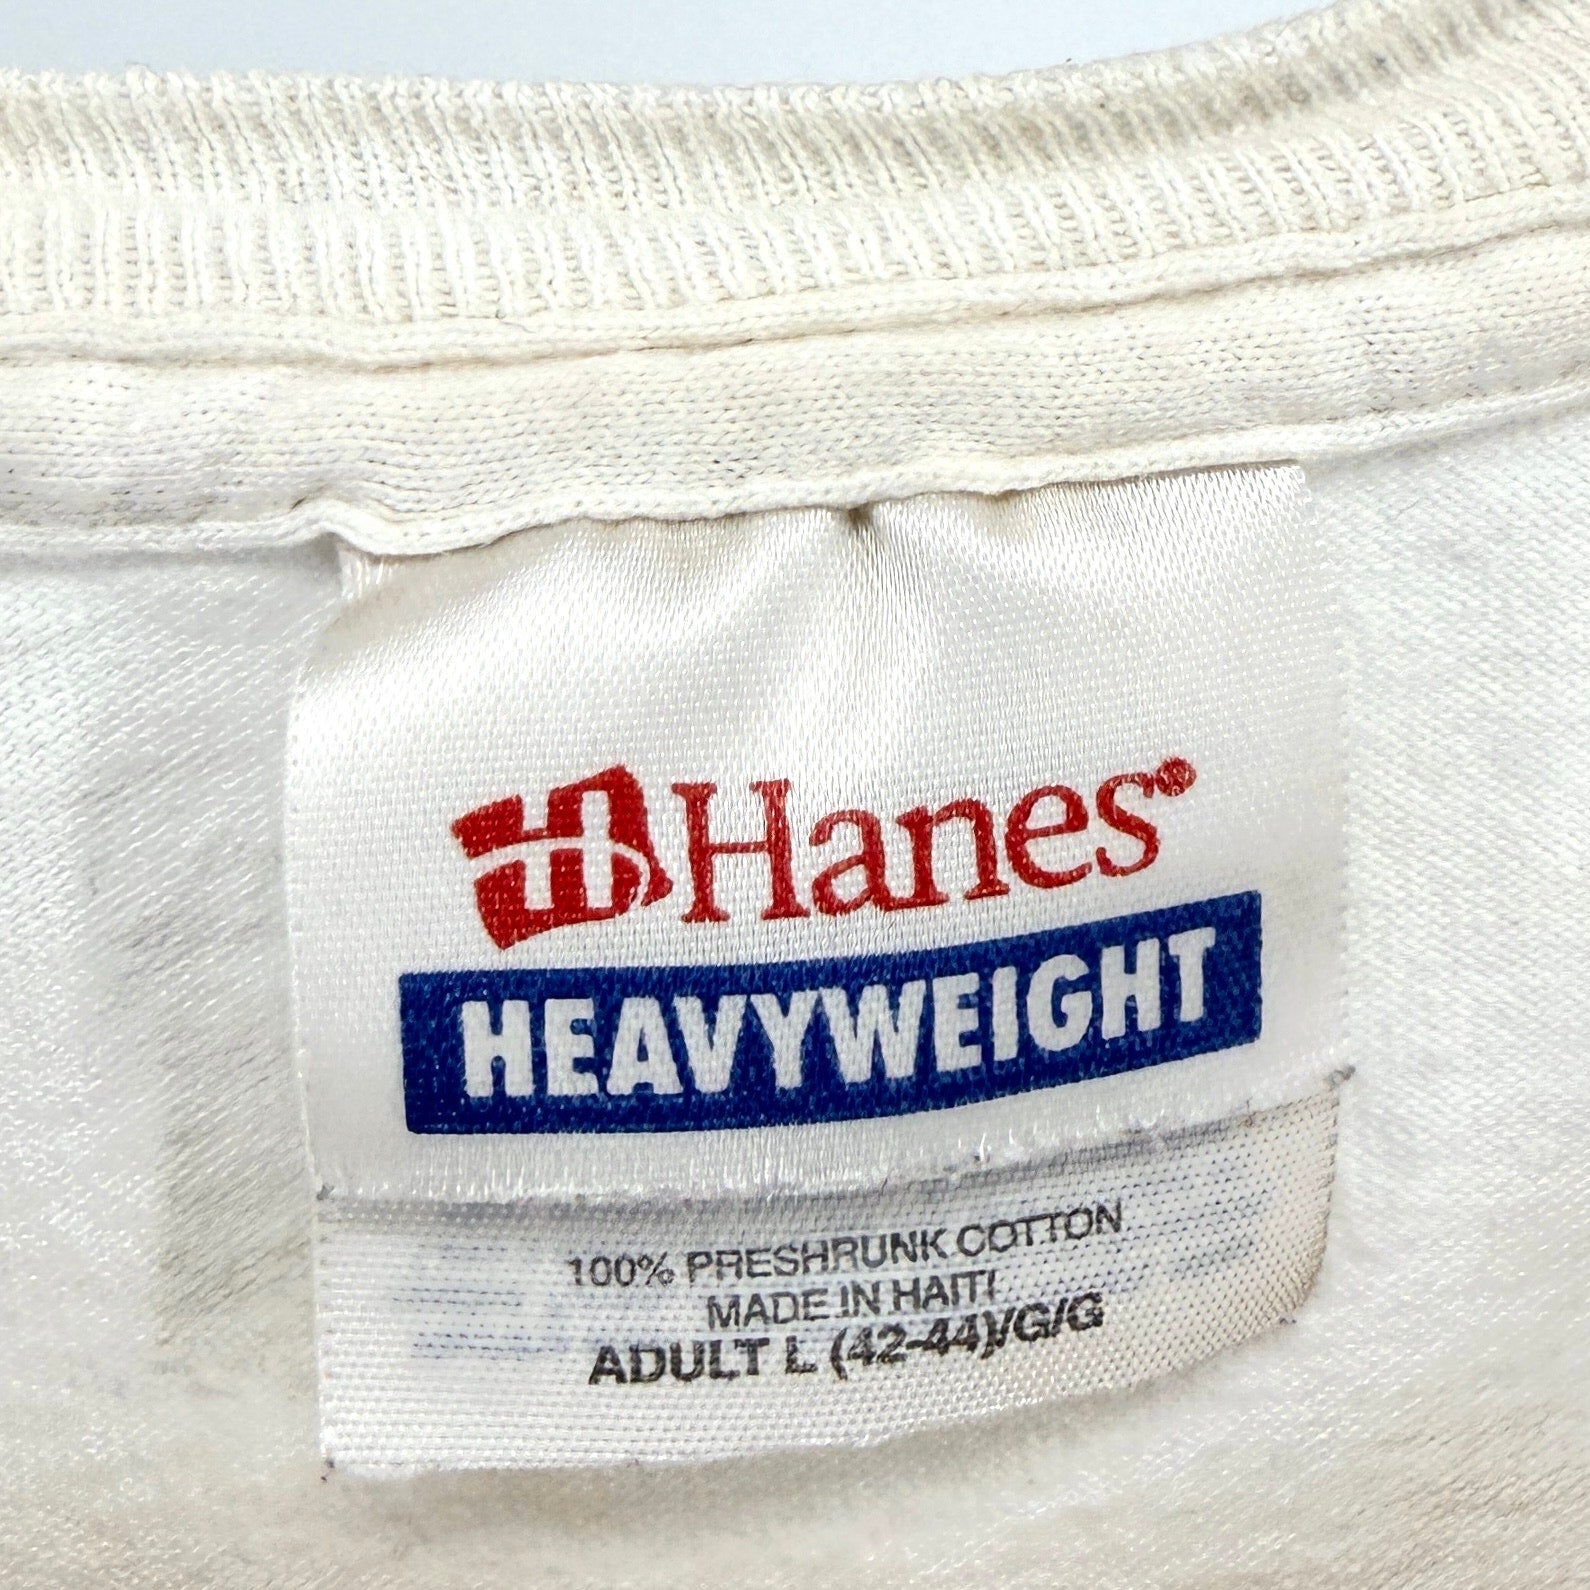 H Hanes®
HEAVYWEIGHT
100% PRESHRUNK COTTON
MADE IN HAITI
ADULT L (42-44)/G/G